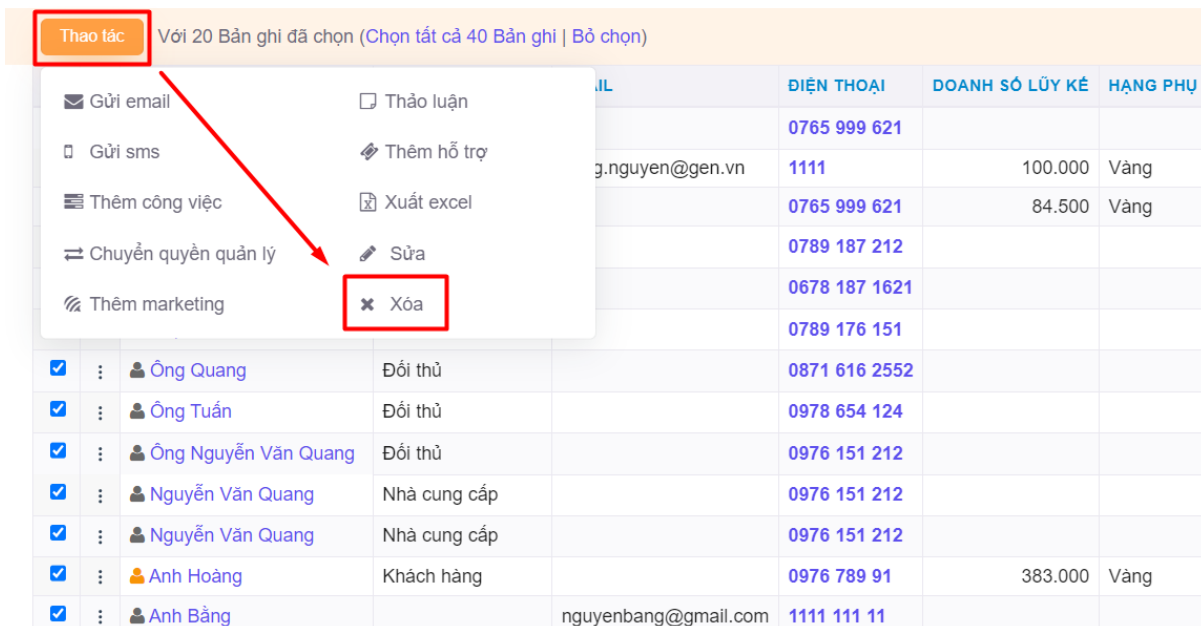 Thao tác Với 20 Bản ghi đã chọn (Chọn tất cả 40 Bản ghi | Bỏ chọn)
ĐIỆN THOẠI DOANH SỐ LŨY KẾ HẠNG PHỤ
Gửi email Thảo luận
0765 999 621
Gửi sms Thêm hỗ trợ
g.nguyen@gen.vn 1111 100.000 Vàng
Thêm công việc Xuất excel
0765 999 621 84.500 Vàng
Chuyển quyền quản lý Sửa
0789 187 212
0678 187 1621
Thêm marketing Xóa
0789 176 151
Ông Quang Đối thủ 0871 616 2552
Ông Tuấn Đối thủ 0978 654 124
Ông Nguyễn Văn Quang Đối thủ 0976 151 212
Nguyễn Văn Quang Nhà cung cấp 0976 151 212
Nguyễn Văn Quang Nhà cung cấp 0976 151 212
Anh Hoàng Khách hàng 0976 789 91 383.000 Vàng
Anh Bằng nguyenbang@gmail.com 1111 111 11